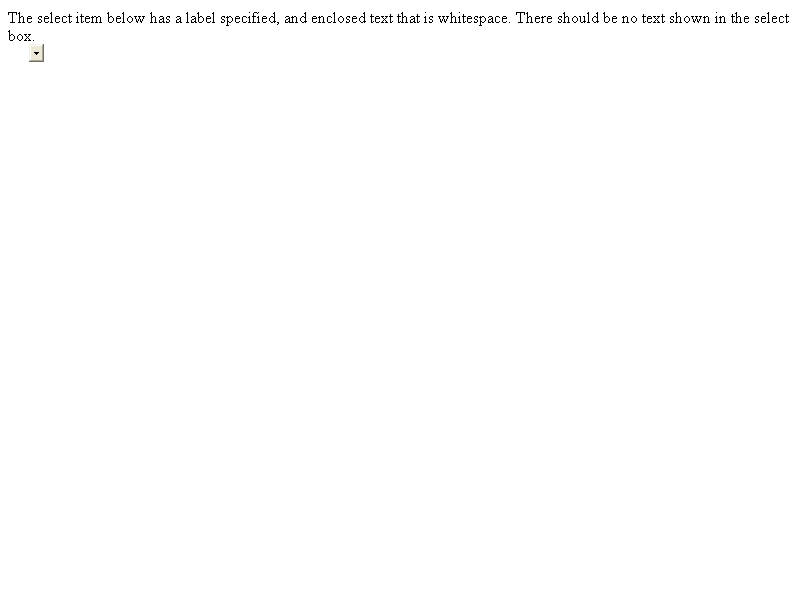 The select item below has a label specified, and enclosed text that is whitespace. There should be no text shown in the select
box.